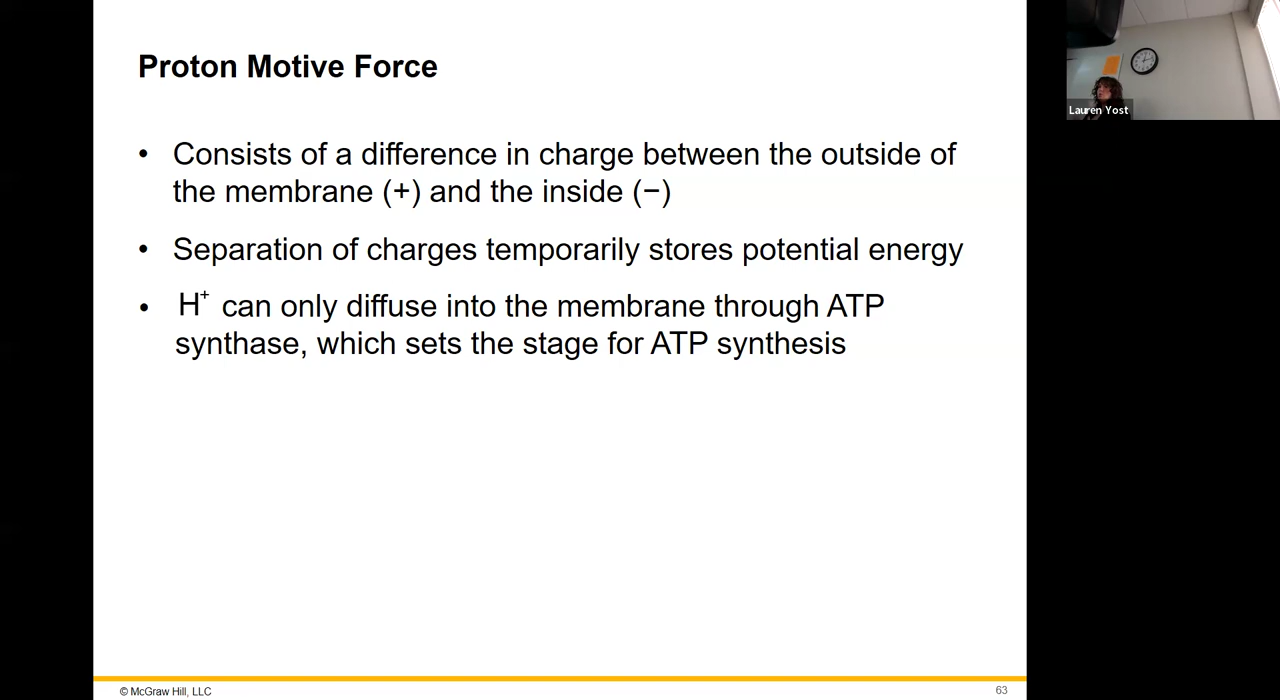 Proton Motive Force
• Consists of a difference in charge between the outside of
the membrane (+) and the inside (−)
• Separation of charges temporarily stores potential energy
• H⁺ can only diffuse into the membrane through ATP
synthase, which sets the stage for ATP synthesis
© McGraw Hill, LLC
63
Lauren Yost